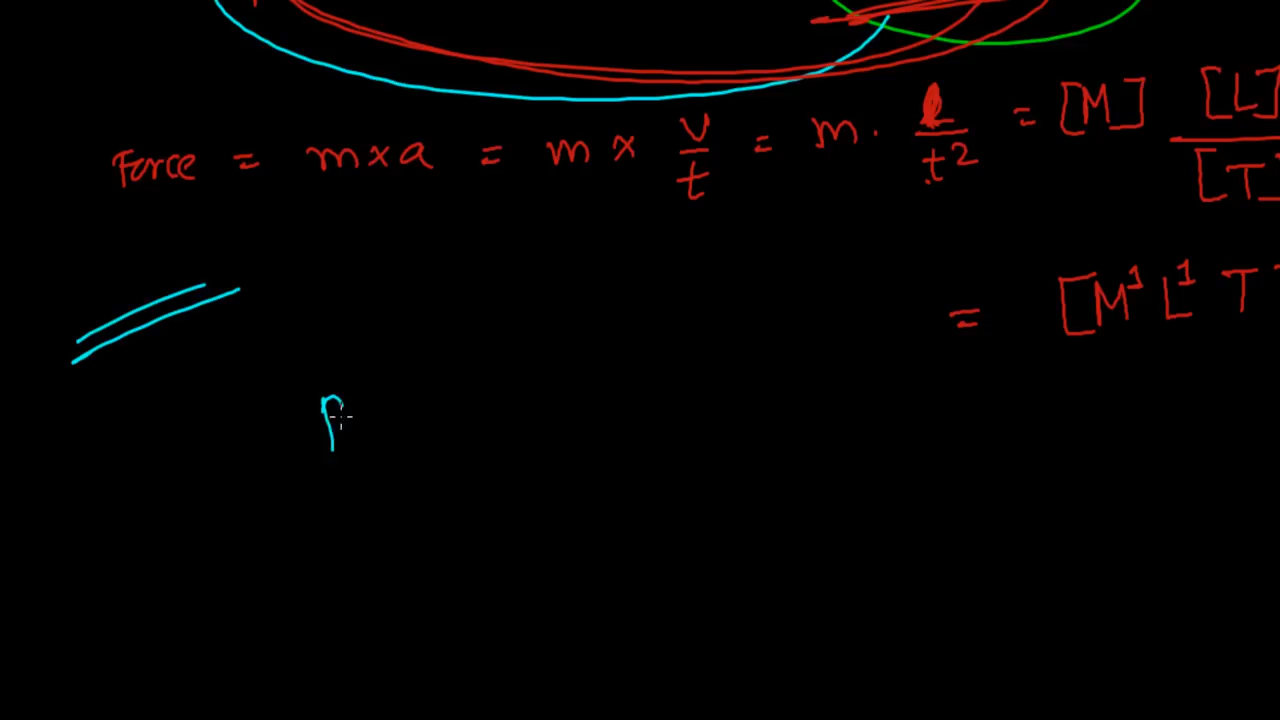 Force = m x a = m x v/t = m . l/t² = [M] [L]/[T]
= [M¹ L¹ T